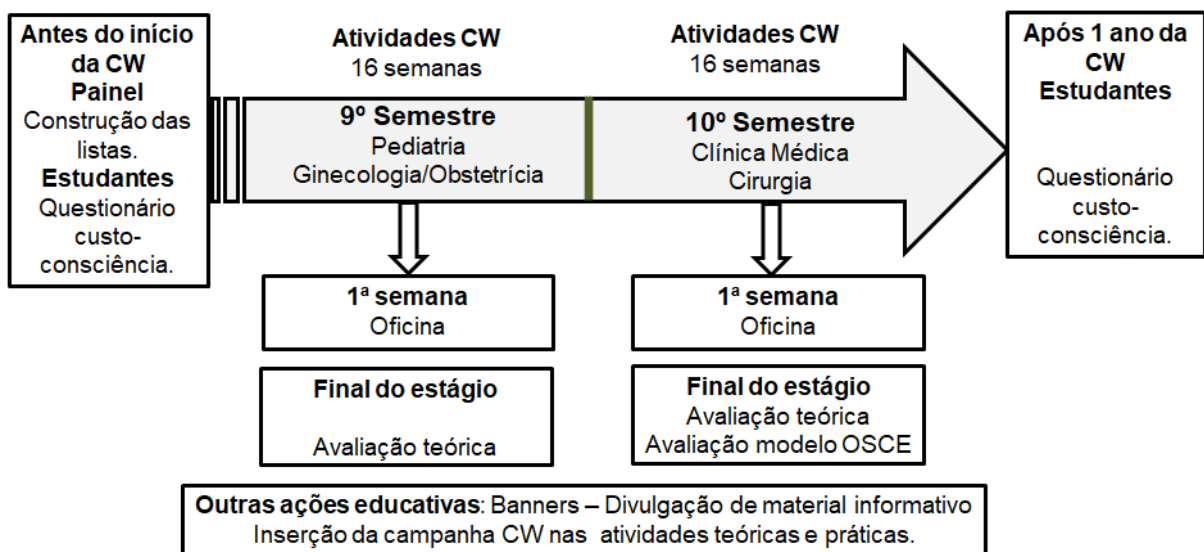 Antes do início
da CW
Painel
Construção das
listas.
Estudantes
Questionário
custo-
consciência.
Atividades CW
16 semanas
9º Semestre
Pediatria
Ginecologia/Obstetrícia
Atividades CW
16 semanas
10º Semestre
Clínica Médica
Cirurgia
Após 1 ano da
CW
Estudantes
Questionário
custo-
consciência.
1ª semana
Oficina
1ª semana
Oficina
Final do estágio
Avaliação teórica
Final do estágio
Avaliação teórica
Avaliação modelo OSCE
Outras ações educativas: Banners – Divulgação de material informativo
Inserção da campanha CW nas atividades teóricas e práticas.